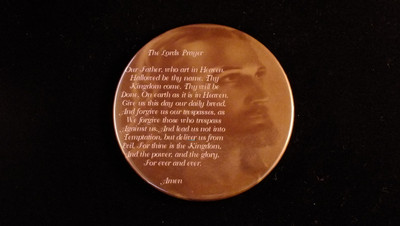 The Lords Prayer
Our Father, who art in Heaven
Hallowed be thy name, Thy
Kingdom come, Thy will be
Done, On earth as it is in Heaven,
Give us this day our daily bread,
And forgive us our trespasses, as
We forgive those who trespass
Against us, And lead us not into
Temptation, but deliver us from
Evil, For thine is the Kingdom,
And the power, and the glory,
For ever and ever,
Amen